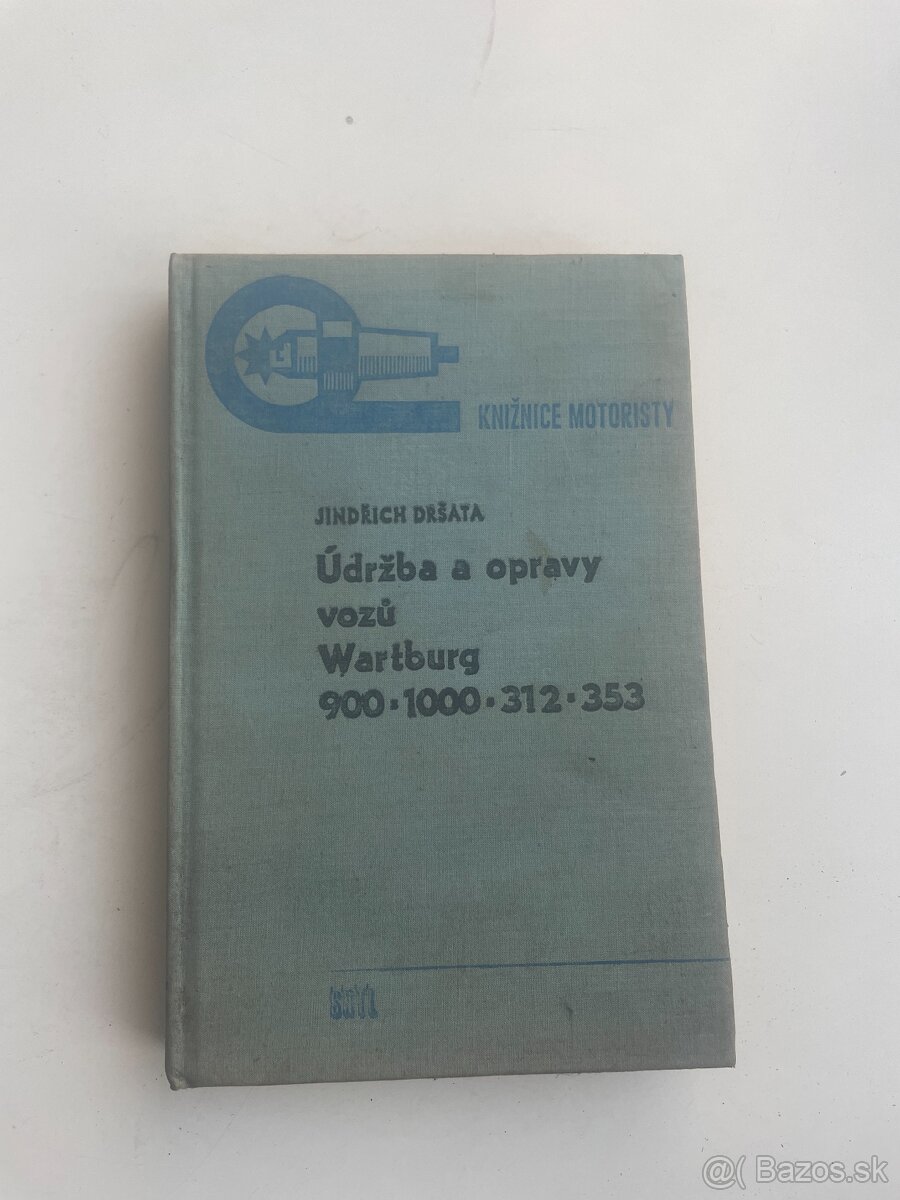 KNIŽNICE MOTORISTY
JINDŘICH DRŠATA
Údržba a opravy
vozů
Wartburg
900·1000·312·353
SNTL
@( Bazos.sk